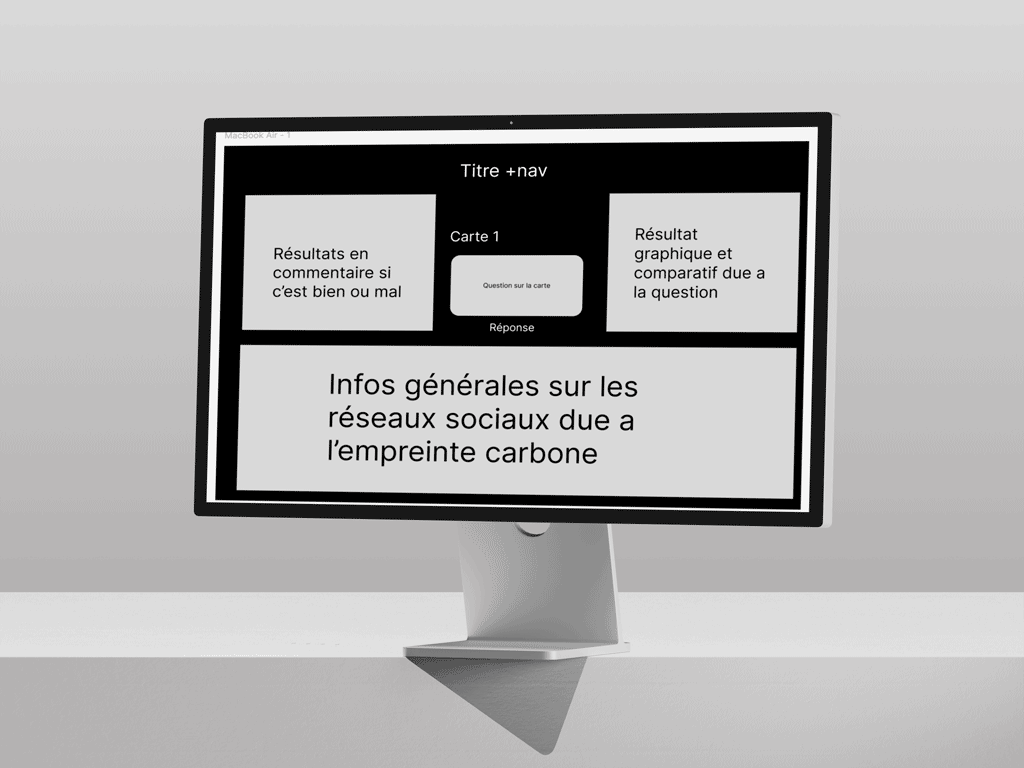 MacBook Air - 1
Titre +nav
Résultats en
commentaire si
c’est bien ou mal
Carte 1
Question sur la carte
Réponse
Résultat
graphique et
comparatif due a
la question
Infos générales sur les
réseaux sociaux due a
l’empreinte carbone